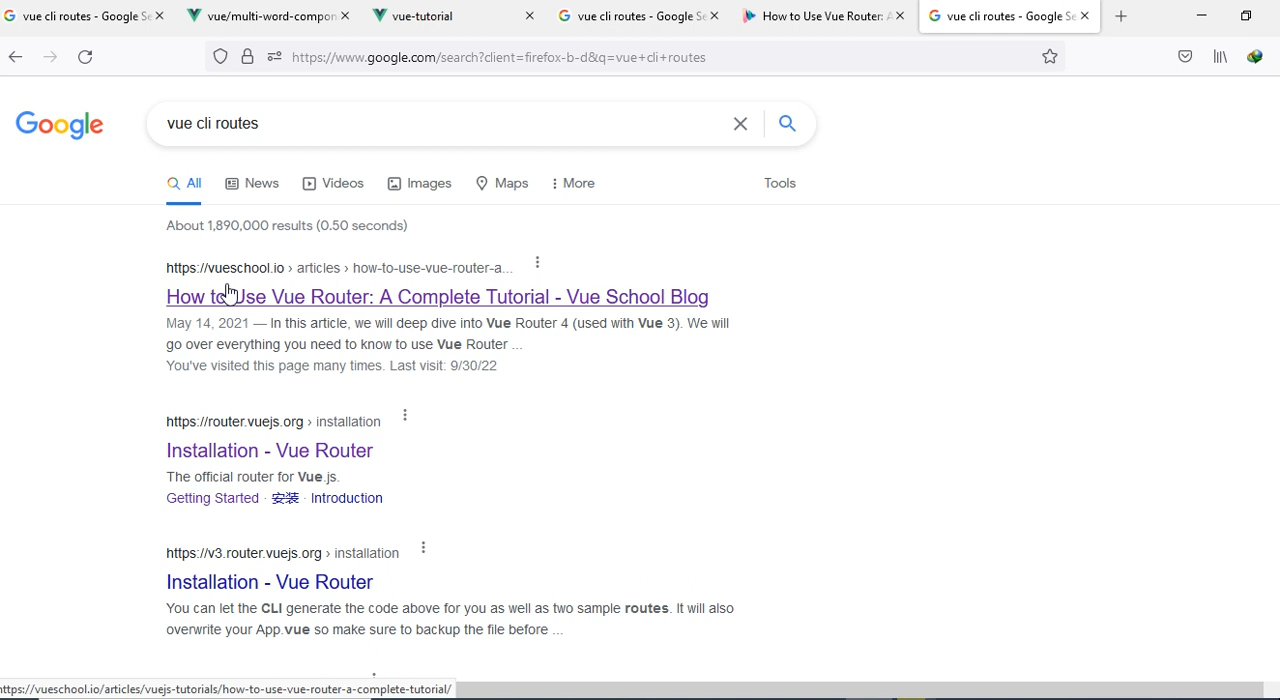 vue cli routes - Google Se
vue/multi-word-compon
vue-tutorial
vue cli routes - Google Se
How to Use Vue Router: A
vue cli routes - Google Se
https://www.google.com/search?client=firefox-b-d&q=vue+cli+routes
Google
vue cli routes
All
News
Videos
Images
Maps
More
Tools
About 1,890,000 results (0.50 seconds)
https://vueschool.io › articles › how-to-use-vue-router-a...
How to Use Vue Router: A Complete Tutorial - Vue School Blog
May 14, 2021 — In this article, we will deep dive into Vue Router 4 (used with Vue 3). We will
go over everything you need to know to use Vue Router ...
You've visited this page many times. Last visit: 9/30/22
https://router.vuejs.org › installation
Installation - Vue Router
The official router for Vue.js.
Getting Started · 安装 · Introduction
https://v3.router.vuejs.org › installation
Installation - Vue Router
You can let the CLI generate the code above for you as well as two sample routes. It will also
overwrite your App.vue so make sure to backup the file before ...
https://vueschool.io/articles/vuejs-tutorials/how-to-use-vue-router-a-complete-tutorial/